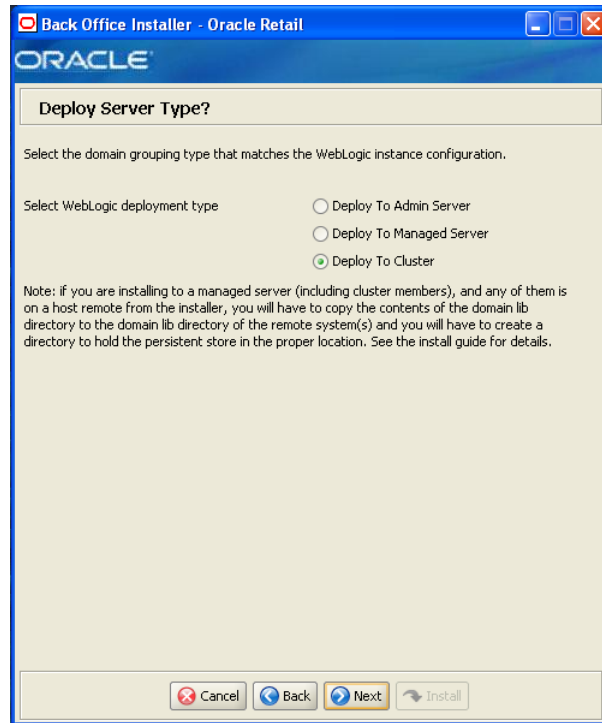 Back Office Installer - Oracle Retail
ORACLE
Deploy Server Type?
Select the domain grouping type that matches the WebLogic instance configuration.
Select WebLogic deployment type
Deploy To Admin Server
Deploy To Managed Server
Deploy To Cluster
Note: if you are installing to a managed server (including cluster members), and any of them is
on a host remote from the installer, you will have to copy the contents of the domain lib
directory to the domain lib directory of the remote system(s) and you will have to create a
directory to hold the persistent store in the proper location. See the install guide for details.
Cancel Back Next Install